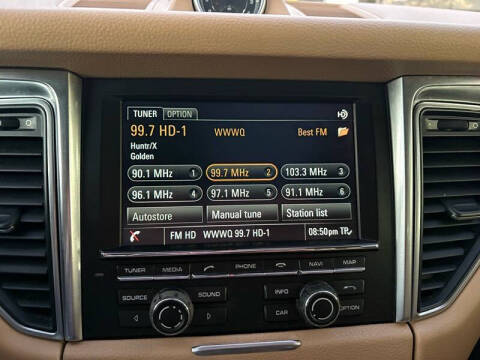 TUNER OPTION
99.7 HD-1 WWWQ Best FM
Huntr/X
Golden
90.1 MHz 1 99.7 MHz 2 103.3 MHz 3
96.1 MHz 4 97.1 MHz 5 91.1 MHz 6
Autostore Manual tune Station list
FM HD WWWQ 99.7 HD-1 08:50pm TP
TUNER MEDIA PHONE NAVI MAP
SOURCE SOUND INFO
CAR OPTION